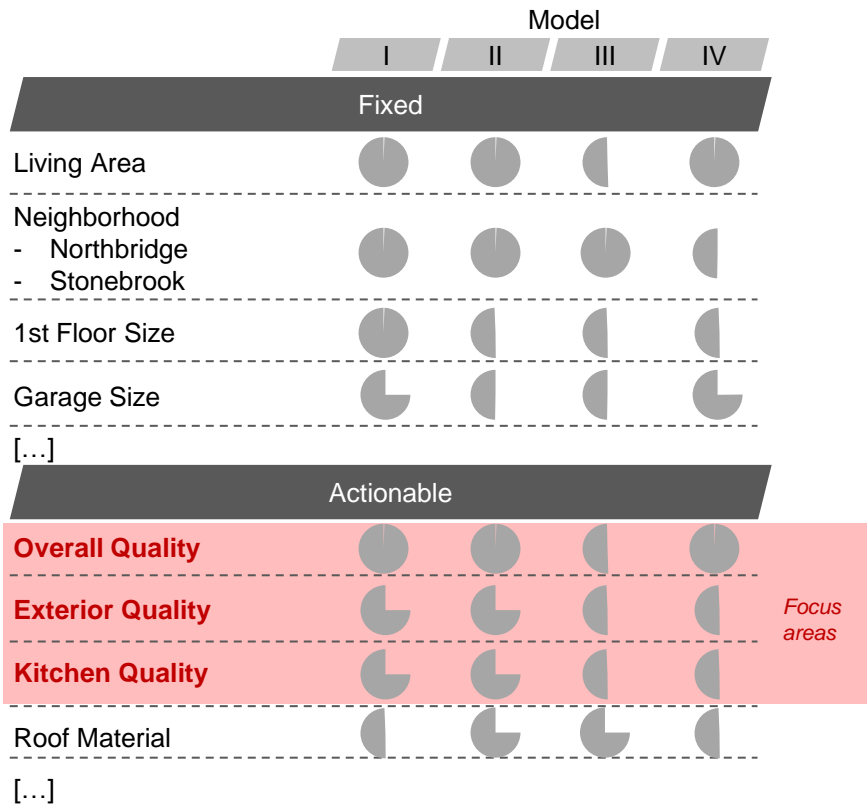 Model
I II III IV
Fixed
Living Area
Neighborhood
- Northbridge
- Stonebrook
1st Floor Size
Garage Size
[…]
Actionable
Overall Quality
Exterior Quality
Focus
areas
Kitchen Quality
Roof Material
[…]